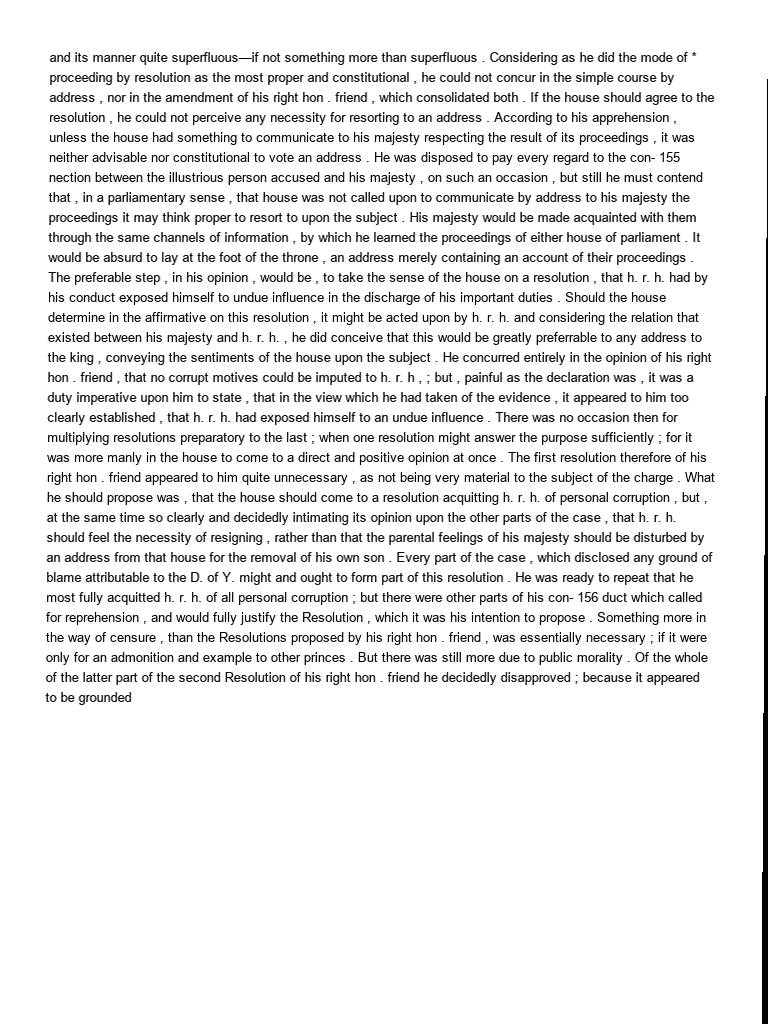 and its manner quite superfluous—if not something more than superfluous . Considering as he did the mode of *
proceeding by resolution as the most proper and constitutional , he could not concur in the simple course by
address , nor in the amendment of his right hon . friend , which consolidated both . If the house should agree to the
resolution , he could not perceive any necessity for resorting to an address . According to his apprehension ,
unless the house had something to communicate to his majesty respecting the result of its proceedings , it was
neither advisable nor constitutional to vote an address . He was disposed to pay every regard to the con- 155
nection between the illustrious person accused and his majesty , on such an occasion , but still he must contend
that , in a parliamentary sense , that house was not called upon to communicate by address to his majesty the
proceedings it may think proper to resort to upon the subject . His majesty would be made acquainted with them
through the same channels of information , by which he learned the proceedings of either house of parliament . It
would be absurd to lay at the foot of the throne , an address merely containing an account of their proceedings .
The preferable step , in his opinion , would be , to take the sense of the house on a resolution , that h. r. h. had by
his conduct exposed himself to undue influence in the discharge of his important duties . Should the house
determine in the affirmative on this resolution , it might be acted upon by h. r. h. and considering the relation that
existed between his majesty and h. r. h. , he did conceive that this would be greatly preferrable to any address to
the king , conveying the sentiments of the house upon the subject . He concurred entirely in the opinion of his right
hon . friend , that no corrupt motives could be imputed to h. r. h , ; but , painful as the declaration was , it was a
duty imperative upon him to state , that in the view which he had taken of the evidence , it appeared to him too
clearly established , that h. r. h. had exposed himself to an undue influence . There was no occasion then for
multiplying resolutions preparatory to the last ; when one resolution might answer the purpose sufficiently ; for it
was more manly in the house to come to a direct and positive opinion at once . The first resolution therefore of his
right hon . friend appeared to him quite unnecessary , as not being very material to the subject of the charge . What
he should propose was , that the house should come to a resolution acquitting h. r. h. of personal corruption , but ,
at the same time so clearly and decidedly intimating its opinion upon the other parts of the case , that h. r. h.
should feel the necessity of resigning , rather than that the parental feelings of his majesty should be disturbed by
an address from that house for the removal of his own son . Every part of the case , which disclosed any ground of
blame attributable to the D. of Y. might and ought to form part of this resolution . He was ready to repeat that he
most fully acquitted h. r. h. of all personal corruption ; but there were other parts of his con- 156 duct which called
for reprehension , and would fully justify the Resolution , which it was his intention to propose . Something more in
the way of censure , than the Resolutions proposed by his right hon . friend , was essentially necessary ; if it were
only for an admonition and example to other princes . But there was still more due to public morality . Of the whole
of the latter part of the second Resolution of his right hon . friend he decidedly disapproved ; because it appeared
to be grounded